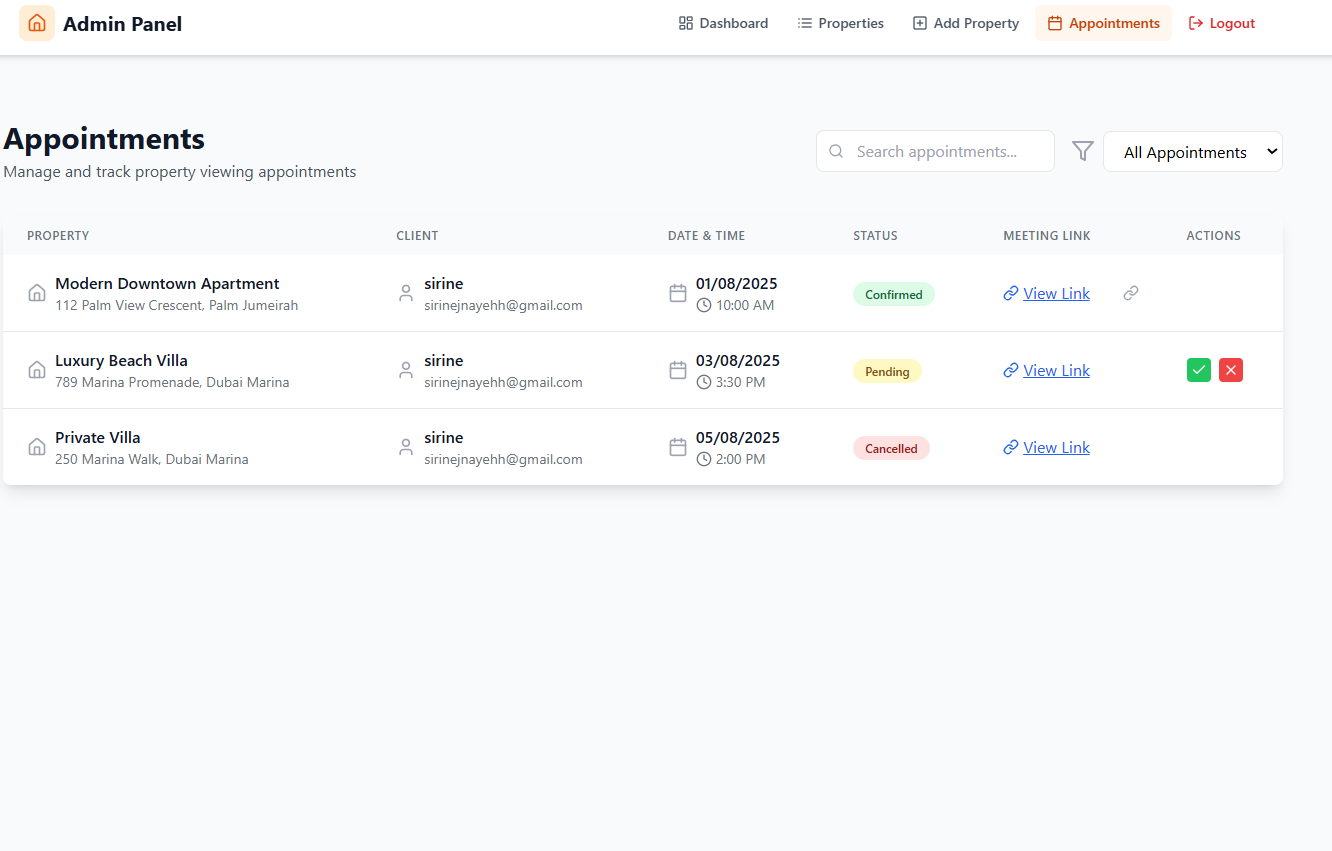 Admin Panel
Dashboard
Properties
Add Property
Appointments
Logout
Appointments
Manage and track property viewing appointments
Search appointments...
All Appointments
PROPERTY CLIENT DATE & TIME STATUS MEETING LINK ACTIONS
Modern Downtown Apartment
112 Palm View Crescent, Palm Jumeirah
sirine
sirinejnayehh@gmail.com
01/08/2025
10:00 AM
Confirmed
View Link
Luxury Beach Villa
789 Marina Promenade, Dubai Marina
sirine
sirinejnayehh@gmail.com
03/08/2025
3:30 PM
Pending
View Link
Private Villa
250 Marina Walk, Dubai Marina
sirine
sirinejnayehh@gmail.com
05/08/2025
2:00 PM
Cancelled
View Link